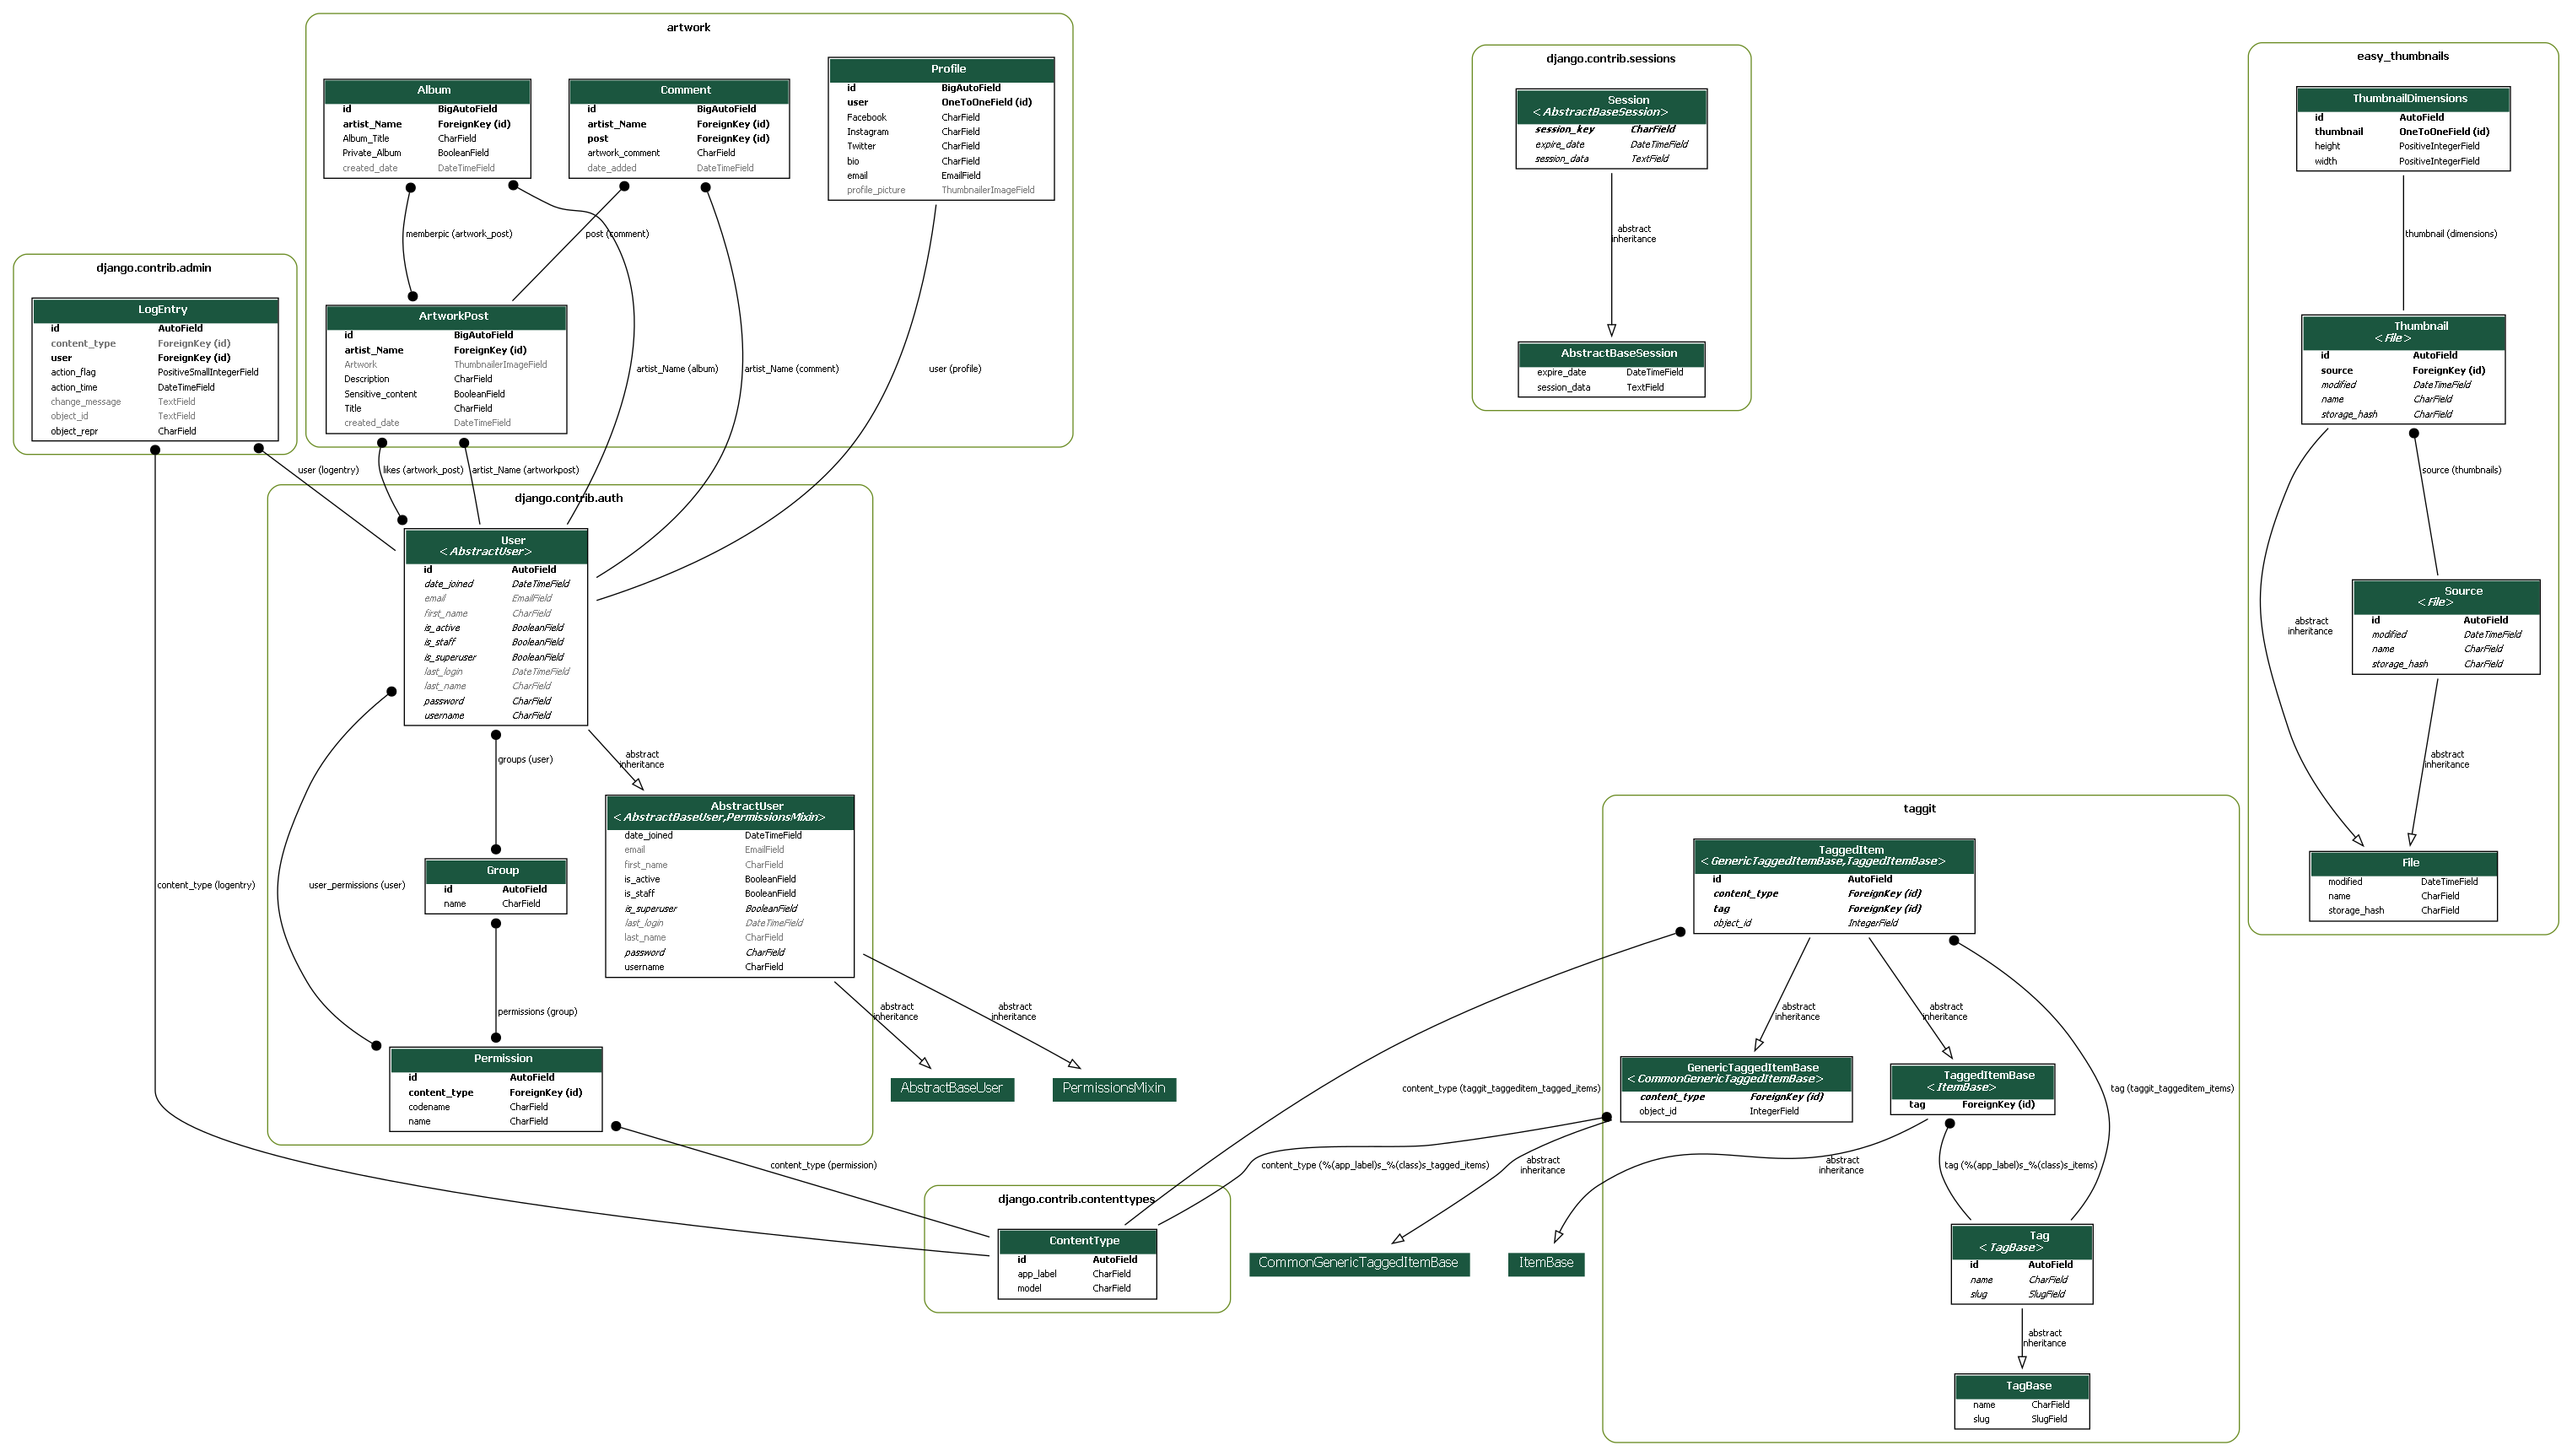 artwork
Album
id BigAutoField
artist_Name ForeignKey (id)
Album_Title CharField
Private_Album BooleanField
created_date DateTimeField
Comment
id BigAutoField
artist_Name ForeignKey (id)
post ForeignKey (id)
artwork_comment CharField
date_added DateTimeField
Profile
id BigAutoField
user OneToOneField (id)
Facebook CharField
Instagram CharField
Twitter CharField
bio CharField
email EmailField
profile_picture ThumbnailerImageField
memberpic (artwork_post)
post (comment)
ArtworkPost
id BigAutoField
artist_Name ForeignKey (id)
Artwork ThumbnailerImageField
Description CharField
Sensitive_content BooleanField
Title CharField
created_date DateTimeField
artist_Name (album)
artist_Name (comment)
user (profile)
django.contrib.admin
LogEntry
id AutoField
content_type ForeignKey (id)
user ForeignKey (id)
action_flag PositiveSmallIntegerField
action_time DateTimeField
change_message TextField
object_id TextField
object_repr CharField
user (logentry)
likes (artwork_post)
artist_Name (artworkpost)
django.contrib.auth
User
<AbstractUser>
id AutoField
date_joined DateTimeField
email EmailField
first_name CharField
is_active BooleanField
is_staff BooleanField
is_superuser BooleanField
last_login DateTimeField
last_name CharField
password CharField
username CharField
groups (user)
abstract
inheritance
AbstractUser
<AbstractBaseUser,PermissionsMixin>
date_joined DateTimeField
email EmailField
first_name CharField
is_active BooleanField
is_staff BooleanField
is_superuser BooleanField
last_login DateTimeField
last_name CharField
password CharField
username CharField
content_type (logentry)
user_permissions (user)
Group
id AutoField
name CharField
permissions (group)
abstract
inheritance
abstract
inheritance
Permission
id AutoField
content_type ForeignKey (id)
codename CharField
name CharField
AbstractBaseUser
PermissionsMixin
content_type (permission)
django.contrib.contenttypes
ContentType
id AutoField
app_label CharField
model CharField
django.contrib.sessions
Session
<AbstractBaseSession>
session_key CharField
expire_date DateTimeField
session_data TextField
abstract
inheritance
AbstractBaseSession
expire_date DateTimeField
session_data TextField
easy_thumbnails
ThumbnailDimensions
id AutoField
thumbnail OneToOneField (id)
height PositiveIntegerField
width PositiveIntegerField
thumbnail (dimensions)
Thumbnail
<File>
id AutoField
source ForeignKey (id)
modified DateTimeField
name CharField
storage_hash CharField
source (thumbnails)
Source
<File>
id AutoField
modified DateTimeField
name CharField
storage_hash CharField
abstract
inheritance
abstract
inheritance
File
modified DateTimeField
name CharField
storage_hash CharField
taggit
TaggedItem
<GenericTaggedItemBase,TaggedItemBase>
id AutoField
content_type ForeignKey (id)
tag ForeignKey (id)
object_id IntegerField
abstract
inheritance
abstract
inheritance
content_type (taggit_taggeditem_tagged_items)
GenericTaggedItemBase
<CommonGenericTaggedItemBase>
content_type ForeignKey (id)
object_id IntegerField
TaggedItemBase
<ItemBase>
tag ForeignKey (id)
tag (taggit_taggeditem_items)
content_type (%(app_label)s_%(class)s_tagged_items)
abstract
inheritance
abstract
inheritance
tag (%(app_label)s_%(class)s_items)
CommonGenericTaggedItemBase
ItemBase
Tag
<TagBase>
id AutoField
name CharField
slug SlugField
abstract
inheritance
TagBase
name CharField
slug SlugField